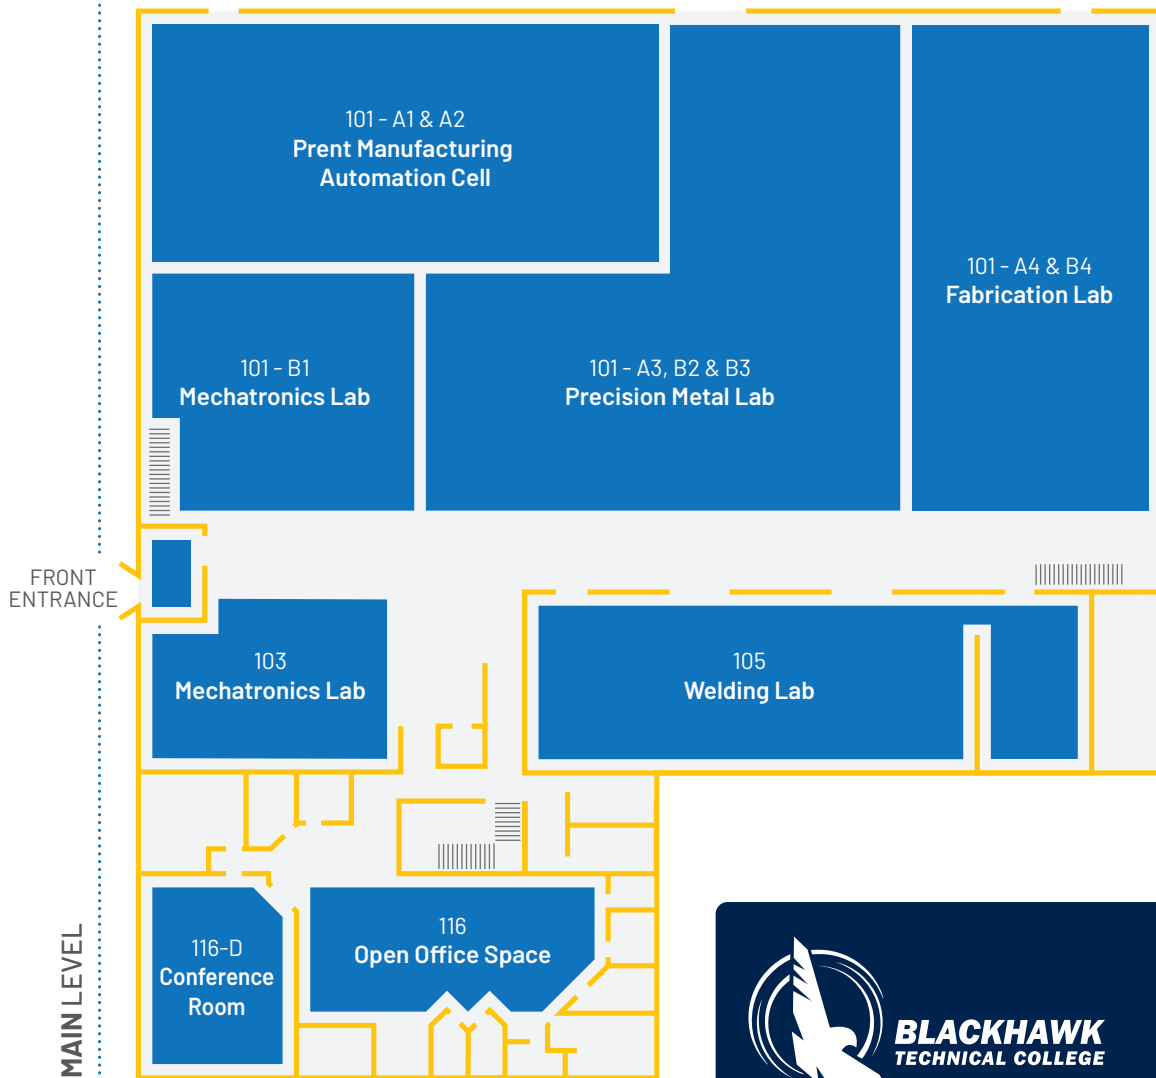 101 - A1 & A2
Prent Manufacturing
Automation Cell
101 - A4 & B4
Fabrication Lab
101 - B1
Mechatronics Lab
101 - A3, B2 & B3
Precision Metal Lab
FRONT
ENTRANCE
103
Mechatronics Lab
105
Welding Lab
116-D
Conference
Room
116
Open Office Space
MAIN LEVEL
BLACKHAWK
TECHNICAL COLLEGE